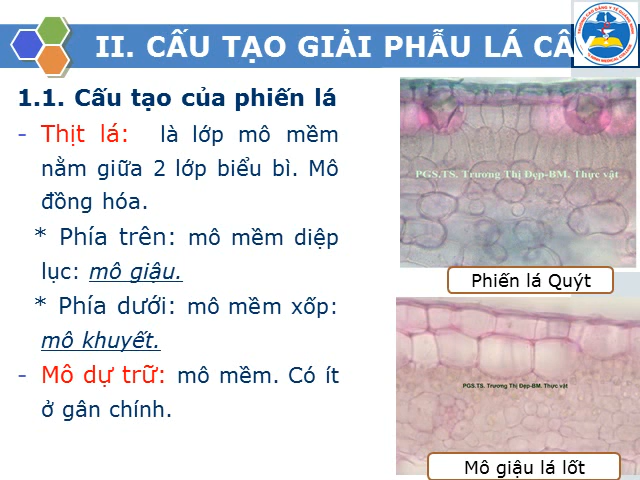 II. CẤU TẠO GIẢI PHẪU LÁ CÂY
1.1. Cấu tạo của phiến lá
- Thịt lá: là lớp mô mềm
nằm giữa 2 lớp biểu bì. Mô
đồng hóa.
* Phía trên: mô mềm diệp
lục: mô giậu.
* Phía dưới: mô mềm xốp:
mô khuyết.
- Mô dự trữ: mô mềm. Có ít
ở gân chính.
PGS.TS. Trương Thị Đẹp-BM. Thực vật
Phiến lá Quýt
PGS.TS. Trương Thị Đẹp-BM. Thực vật
Mô giậu lá lốt